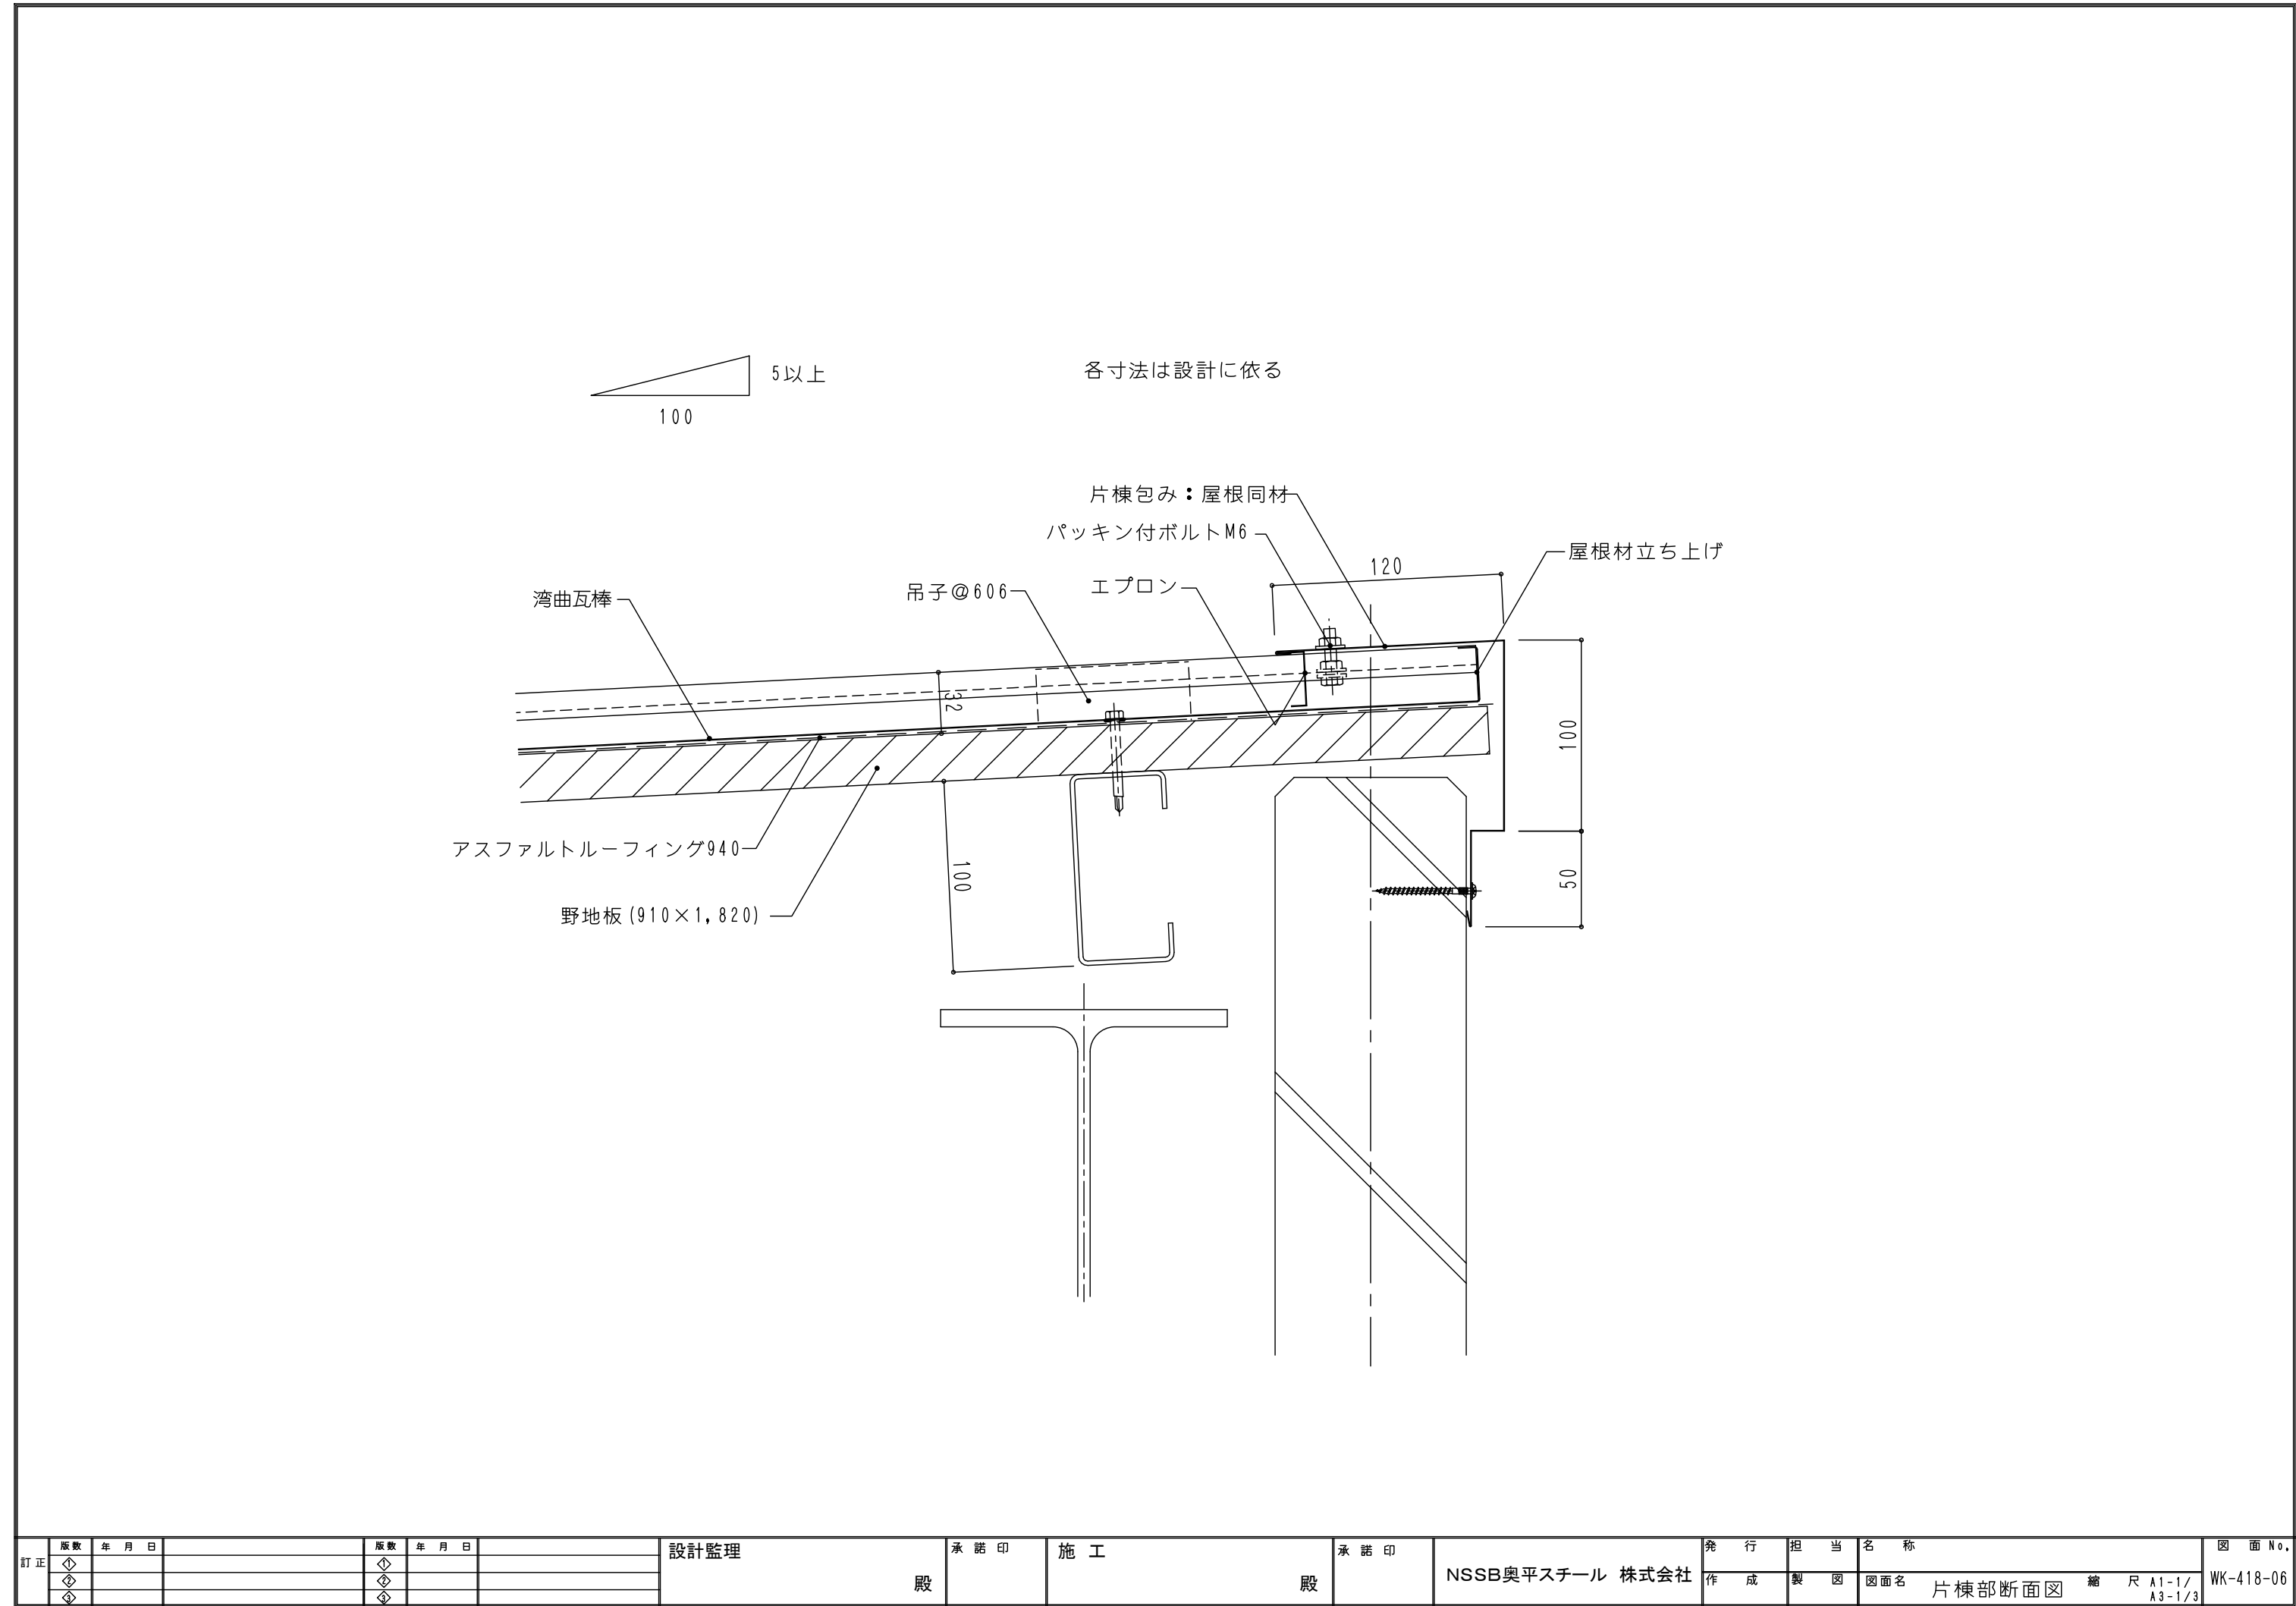 5以上
100
各寸法は設計に依る
片棟包み：屋根同材
パッキン付ボルトM6
屋根材立ち上げ
120
エプロン
吊子@606
湾曲瓦棒
32
100
アスファルトルーフィング940
100
50
野地板(910×1,820)
訂正
版数 年 月 日
1
2
3
版数 年 月 日
1
2
3
設計監理
殿
承諾印
施工
殿
承諾印
NSSB奥平スチール 株式会社
発行
作成
担当
製図
名称
図面名 片棟部断面図
縮尺 A1-1/
A3-1/3
図面No.
WK-418-06